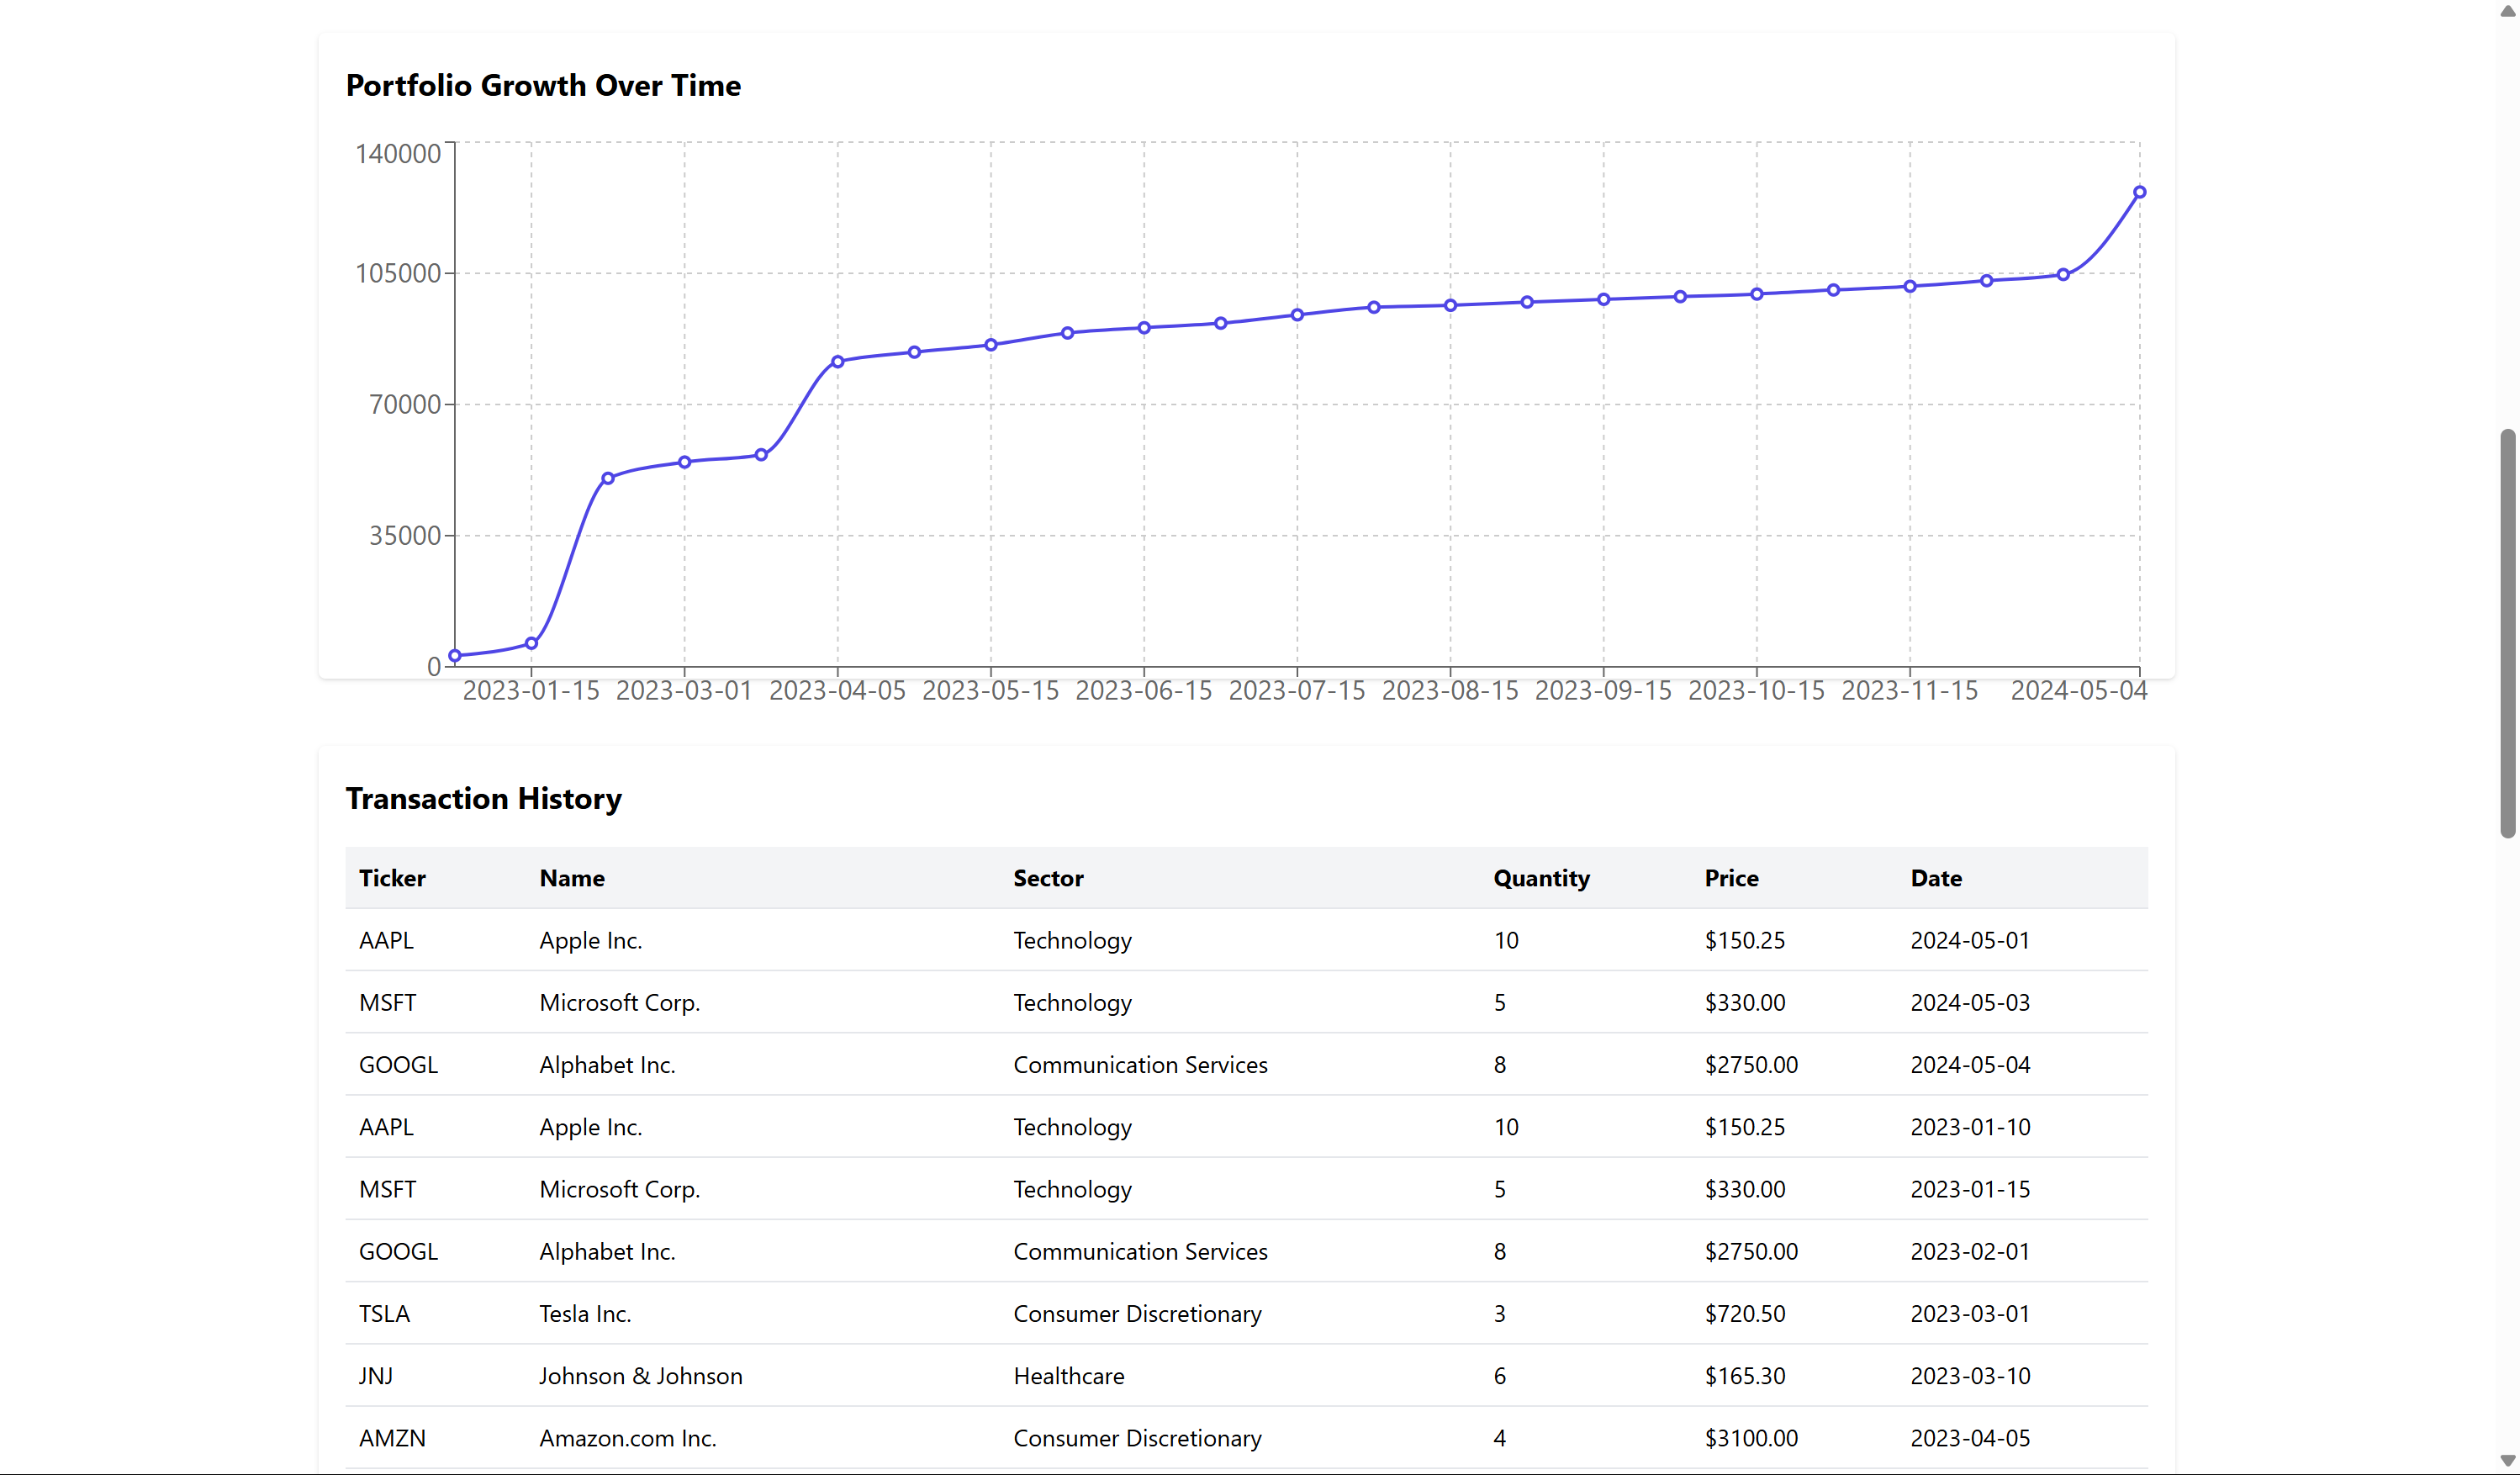 Portfolio Growth Over Time
140000
105000
70000
35000
0
2023-01-15 2023-03-01 2023-04-05 2023-05-15 2023-06-15 2023-07-15 2023-08-15 2023-09-15 2023-10-15 2023-11-15 2024-05-04
Transaction History
Ticker Name Sector Quantity Price Date
AAPL Apple Inc. Technology 10 $150.25 2024-05-01
MSFT Microsoft Corp. Technology 5 $330.00 2024-05-03
GOOGL Alphabet Inc. Communication Services 8 $2750.00 2024-05-04
AAPL Apple Inc. Technology 10 $150.25 2023-01-10
MSFT Microsoft Corp. Technology 5 $330.00 2023-01-15
GOOGL Alphabet Inc. Communication Services 8 $2750.00 2023-02-01
TSLA Tesla Inc. Consumer Discretionary 3 $720.50 2023-03-01
JNJ Johnson & Johnson Healthcare 6 $165.30 2023-03-10
AMZN Amazon.com Inc. Consumer Discretionary 4 $3100.00 2023-04-05